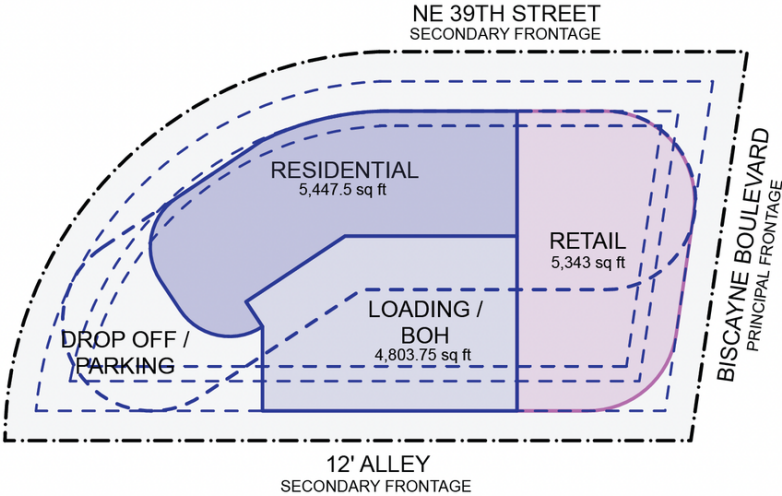 NE 39TH STREET
SECONDARY FRONTAGE
RESIDENTIAL
5,447.5 sq ft
RETAIL
5,343 sq ft
LOADING /
BOH
4,803.75 sq ft
DROP OFF /
PARKING
BISCAYNE BOULEVARD
PRINCIPAL FRONTAGE
12' ALLEY
SECONDARY FRONTAGE